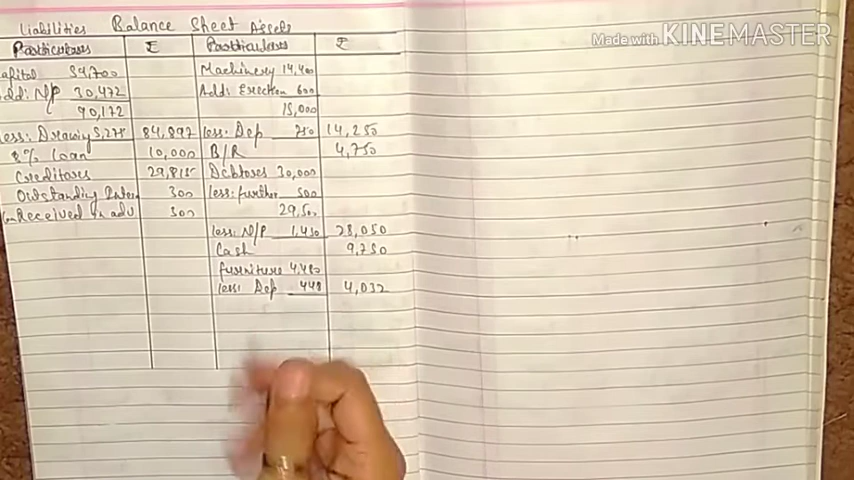 Made with KINEMASTER
Liabilities Balance Sheet Assets
Particulars ₹ Particulars ₹
apital 59,700 Machinery 14,400
Add: N/P 30,472 Add: Erection 600
90,172 15,000
less: Drawing 5,275 84,897 less: Dep 750 14,250
8% loan 10,000 B/R 4,750
Creditors 29,815 Debtors 30,000
Outstanding 300 less: further 500
Received in adv 300 29,500
less: N/P 1,450 28,050
Cash 9,750
furniture 4,480
less: Dep 448 4,032